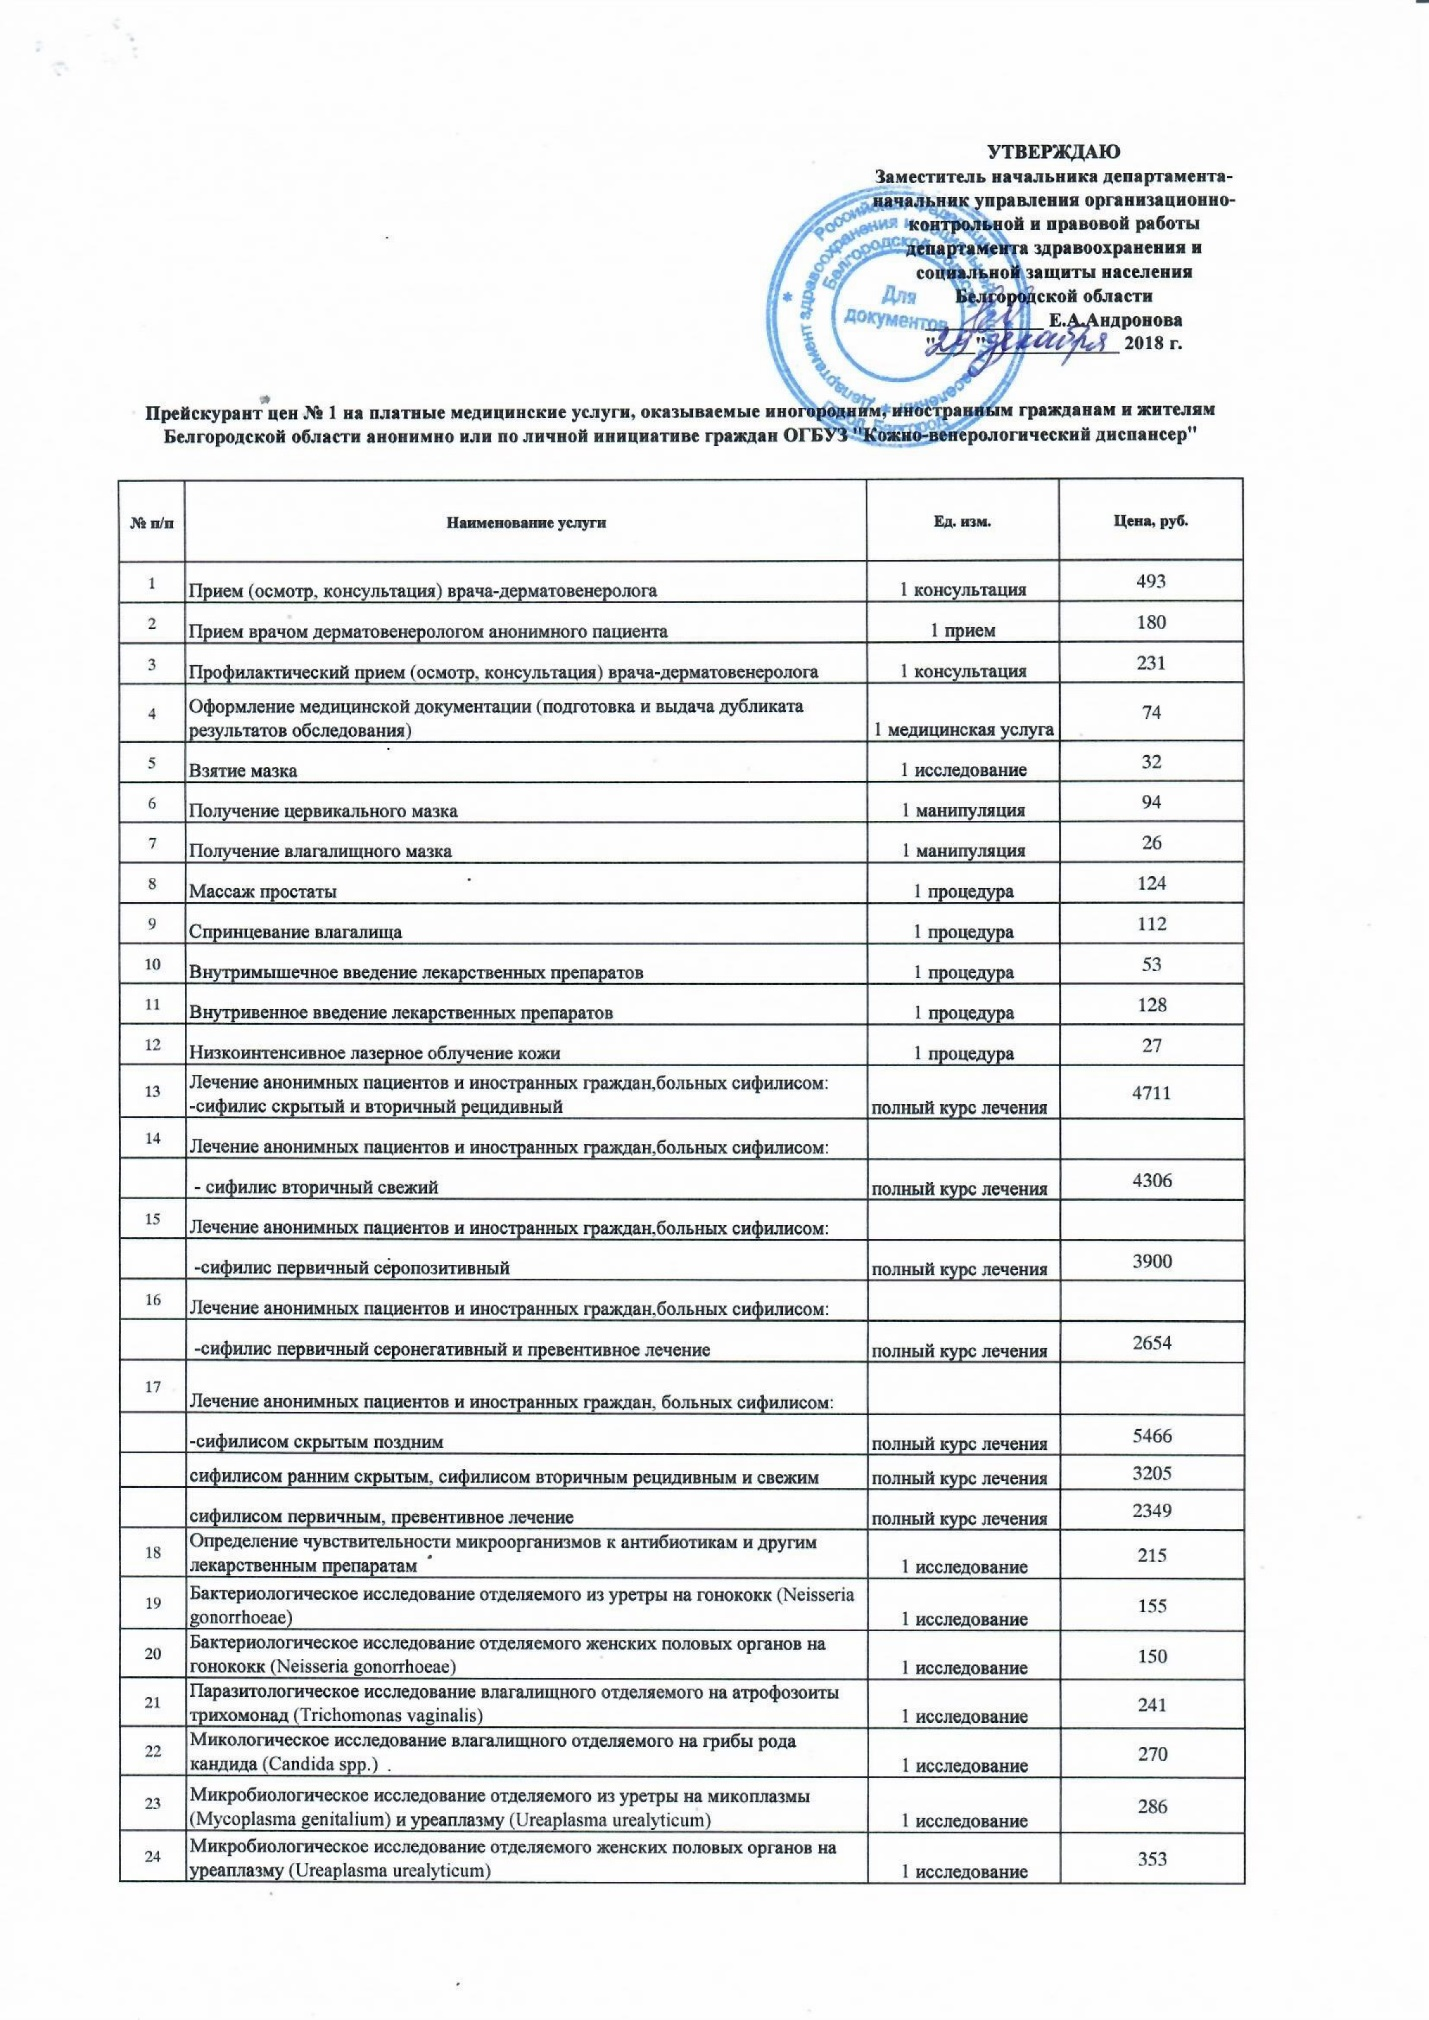 УТВЕРЖДАЮ
Заместитель начальника департамента-
начальник управления организационно-
контрольной и правовой работы
департамента здравоохранения и
социальной защиты населения
Белгородской области
____________ Е.А.Андронова
"29" декабря 2018 г.
Российская Федерация
Департамент здравоохранения и социальной защиты населения
Белгородской области
город Белгород
Для
документов
Прейскурант цен № 1 на платные медицинские услуги, оказываемые иногородним, иностранным гражданам и жителям
Белгородской области анонимно или по личной инициативе граждан ОГБУЗ "Кожно-венерологический диспансер"
№ п/п Наименование услуги Ед. изм. Цена, руб.
1 Прием (осмотр, консультация) врача-дерматовенеролога 1 консультация 493
2 Прием врачом дерматовенерологом анонимного пациента 1 прием 180
3 Профилактический прием (осмотр, консультация) врача-дерматовенеролога 1 консультация 231
4 Оформление медицинской документации (подготовка и выдача дубликата
результатов обследования) 1 медицинская услуга 74
5 Взятие мазка 1 исследование 32
6 Получение цервикального мазка 1 манипуляция 94
7 Получение влагалищного мазка 1 манипуляция 26
8 Массаж простаты 1 процедура 124
9 Спринцевание влагалища 1 процедура 112
10 Внутримышечное введение лекарственных препаратов 1 процедура 53
11 Внутривенное введение лекарственных препаратов 1 процедура 128
12 Низкоинтенсивное лазерное облучение кожи 1 процедура 27
13 Лечение анонимных пациентов и иностранных граждан,больных сифилисом:
-сифилис скрытый и вторичный рецидивный полный курс лечения 4711
14 Лечение анонимных пациентов и иностранных граждан,больных сифилисом:
- сифилис вторичный свежий полный курс лечения 4306
15 Лечение анонимных пациентов и иностранных граждан,больных сифилисом:
-сифилис первичный серопозитивный полный курс лечения 3900
16 Лечение анонимных пациентов и иностранных граждан,больных сифилисом:
-сифилис первичный серонегативный и превентивное лечение полный курс лечения 2654
17 Лечение анонимных пациентов и иностранных граждан, больных сифилисом:
-сифилисом скрытым поздним полный курс лечения 5466
сифилисом ранним скрытым, сифилисом вторичным рецидивным и свежим полный курс лечения 3205
сифилисом первичным, превентивное лечение полный курс лечения 2349
18 Определение чувствительности микроорганизмов к антибиотикам и другим
лекарственным препаратам 1 исследование 215
19 Бактериологическое исследование отделяемого из уретры на гонококк (Neisseria
gonorrhoeae) 1 исследование 155
20 Бактериологическое исследование отделяемого женских половых органов на
гонококк (Neisseria gonorrhoeae) 1 исследование 150
21 Паразитологическое исследование влагалищного отделяемого на атрофозоиты
трихомонад (Trichomonas vaginalis) 1 исследование 241
22 Микологическое исследование влагалищного отделяемого на грибы рода
кандида (Candida spp.) 1 исследование 270
23 Микробиологическое исследование отделяемого из уретры на микоплазмы
(Mycoplasma genitalium) и уреаплазму (Ureaplasma urealyticum) 1 исследование 286
24 Микробиологическое исследование отделяемого женских половых органов на
уреаплазму (Ureaplasma urealyticum) 1 исследование 353